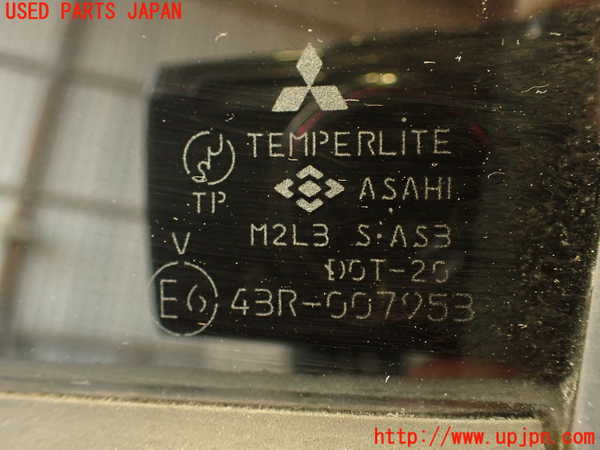 USED PARTS JAPAN
TEMPERLITE
TP
ASAHI
V
M2L3 S·AS3
DOT-20
E6 43R-007953
http://www.upjpn.com/